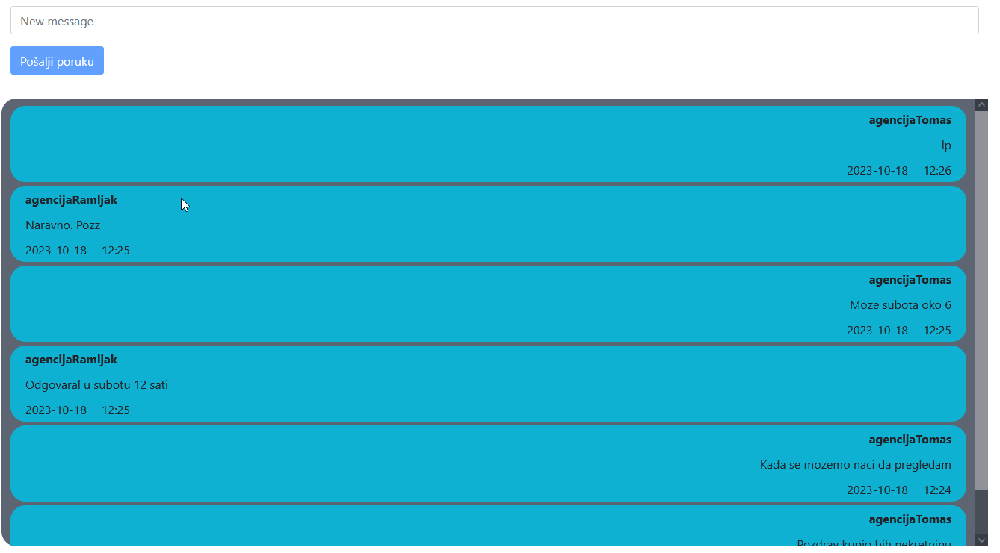 New message
Pošalji poruku
agencijaTomas
lp
2023-10-18 12:26
agencijaRamljak
Naravno. Pozz
2023-10-18 12:25
agencijaTomas
Moze subota oko 6
2023-10-18 12:25
agencijaRamljak
Odgovaral u subotu 12 sati
2023-10-18 12:25
agencijaTomas
Kada se mozemo naci da pregledam
2023-10-18 12:24
agencijaTomas
Pozdrav kupio bih nekretninu